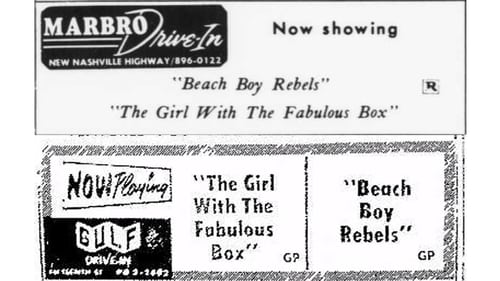 MARBRO
Drive-In
NEW NASHVILLE HIGHWAY/896-0122
Now showing
"Beach Boy Rebels"
R
"The Girl With The Fabulous Box"
NOW Playing
GULF
DRIVE-IN
"The Girl
With The
Fabulous
Box"
GP
"Beach
Boy
Rebels"
GP